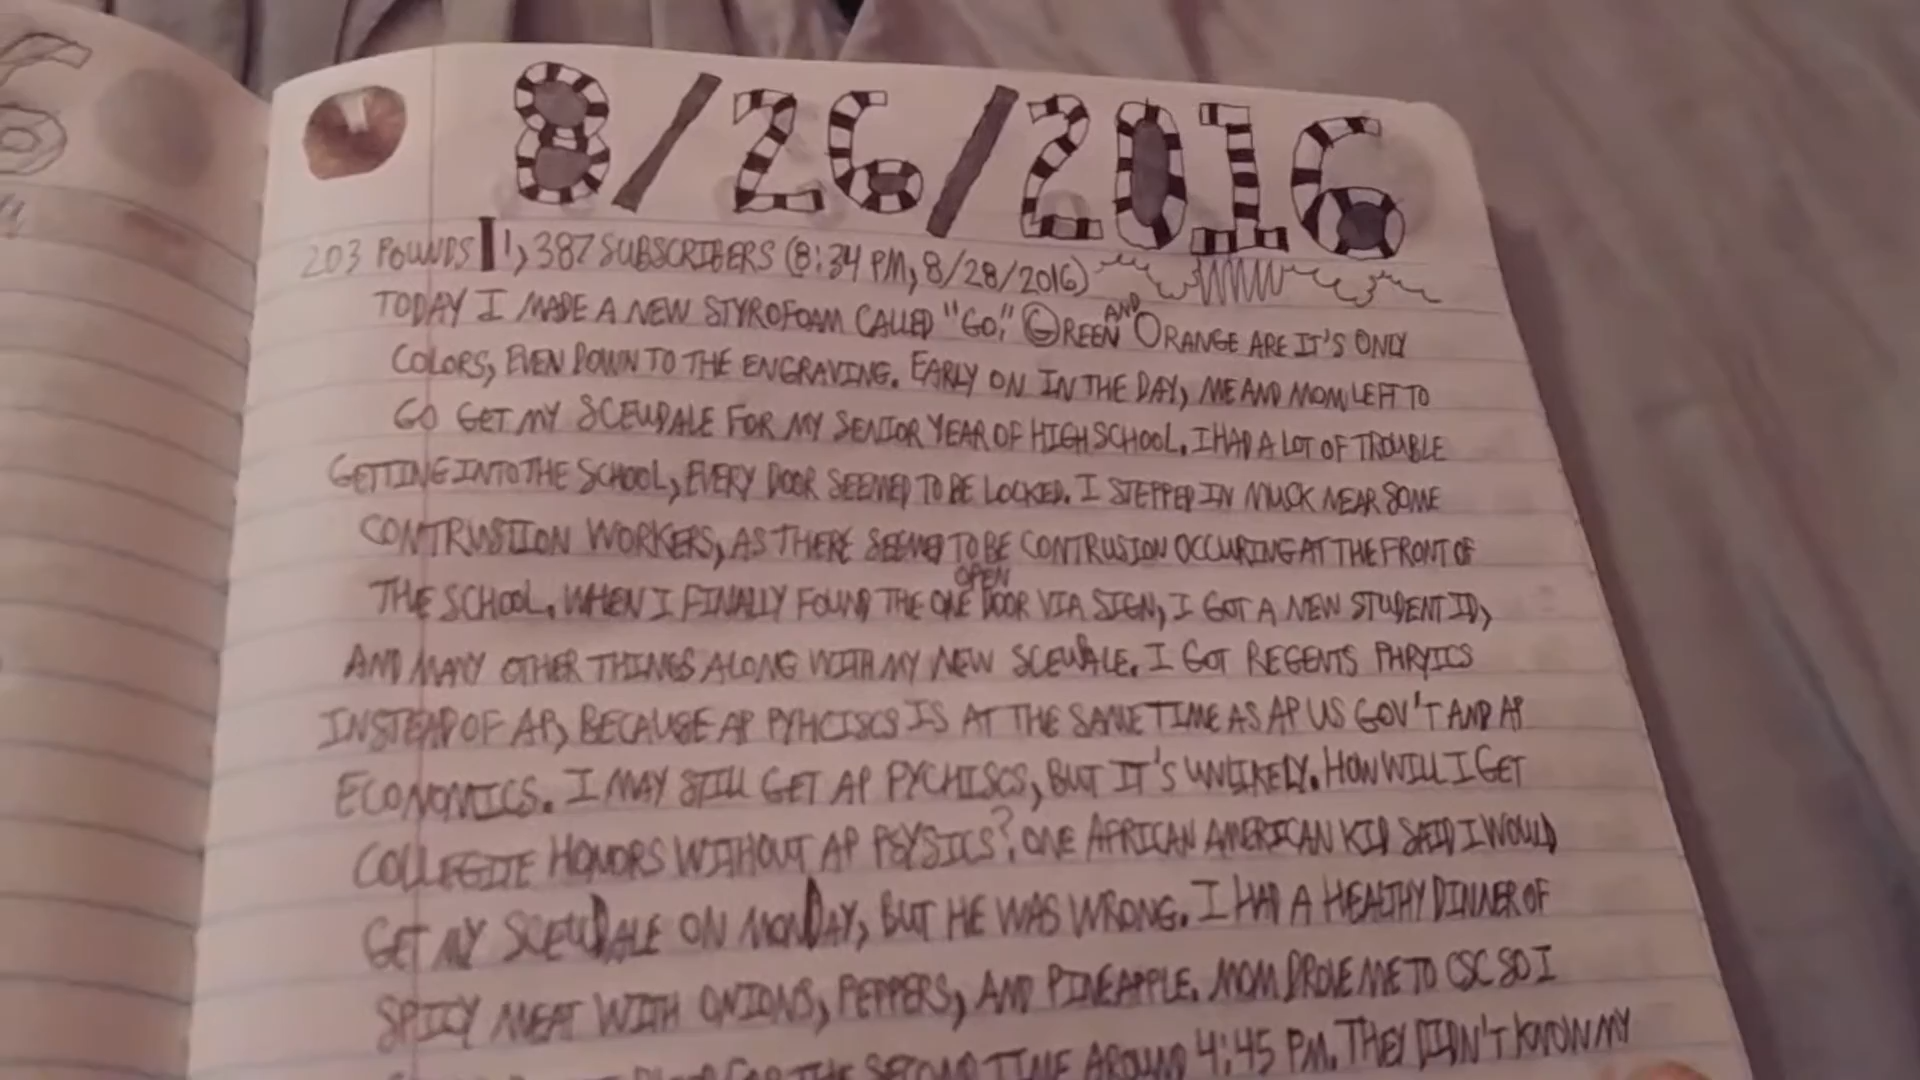 8/26/2016
203 POUNDS 1,387 SUBSCRIBERS (8:34 PM, 8/28/2016)
TODAY I MADE A NEW STYROFOAM CALLED "GO," GREEN AND ORANGE ARE IT'S ONLY
COLORS, EVEN DOWN TO THE ENGRAVING. EARLY ON IN THE DAY, ME AND MOM LEFT TO
GO GET MY SCEUDALE FOR MY SENIOR YEAR OF HIGH SCHOOL. I HAD A LOT OF TROUBLE
GETTING INTO THE SCHOOL, EVERY DOOR SEEMED TO BE LOCKED. I STEPPED IN MUCK NEAR SOME
CONTRUSTION WORKERS, AS THERE SEEMED TO BE CONTRUSION OCCURING AT THE FRONT OF
THE SCHOOL. WHEN I FINALLY FOUND THE ONE OPEN DOOR VIA SIGN, I GOT A NEW STUDENT ID,
AND MANY OTHER THINGS ALONG WITH MY NEW SCEUDALE. I GOT REGENTS PHRYICS
INSTEAD OF AP, BECAUSE AP PYHCISCS IS AT THE SAME TIME AS AP US GOV'T AND AP
ECONOMICS. I MAY STILL GET AP PYCHISCS, BUT IT'S UNLIKELY. HOW WILL I GET
COLLEGITE HONORS WITHOUT AP PSYSICS? ONE AFRICAN AMERICAN KID SAID I WOULD
GET MY SCEUDALE ON MONDAY, BUT HE WAS WRONG. I HAD A HEALTHY DINNER OF
SPICY MEAT WITH ONIONS, PEPPERS, AND PINEAPPLE. MOM DROVE ME TO CSC SO I
FOR THE SECOND TIME AROUND 4:45 PM. THEY DIDN'T KNOW MY